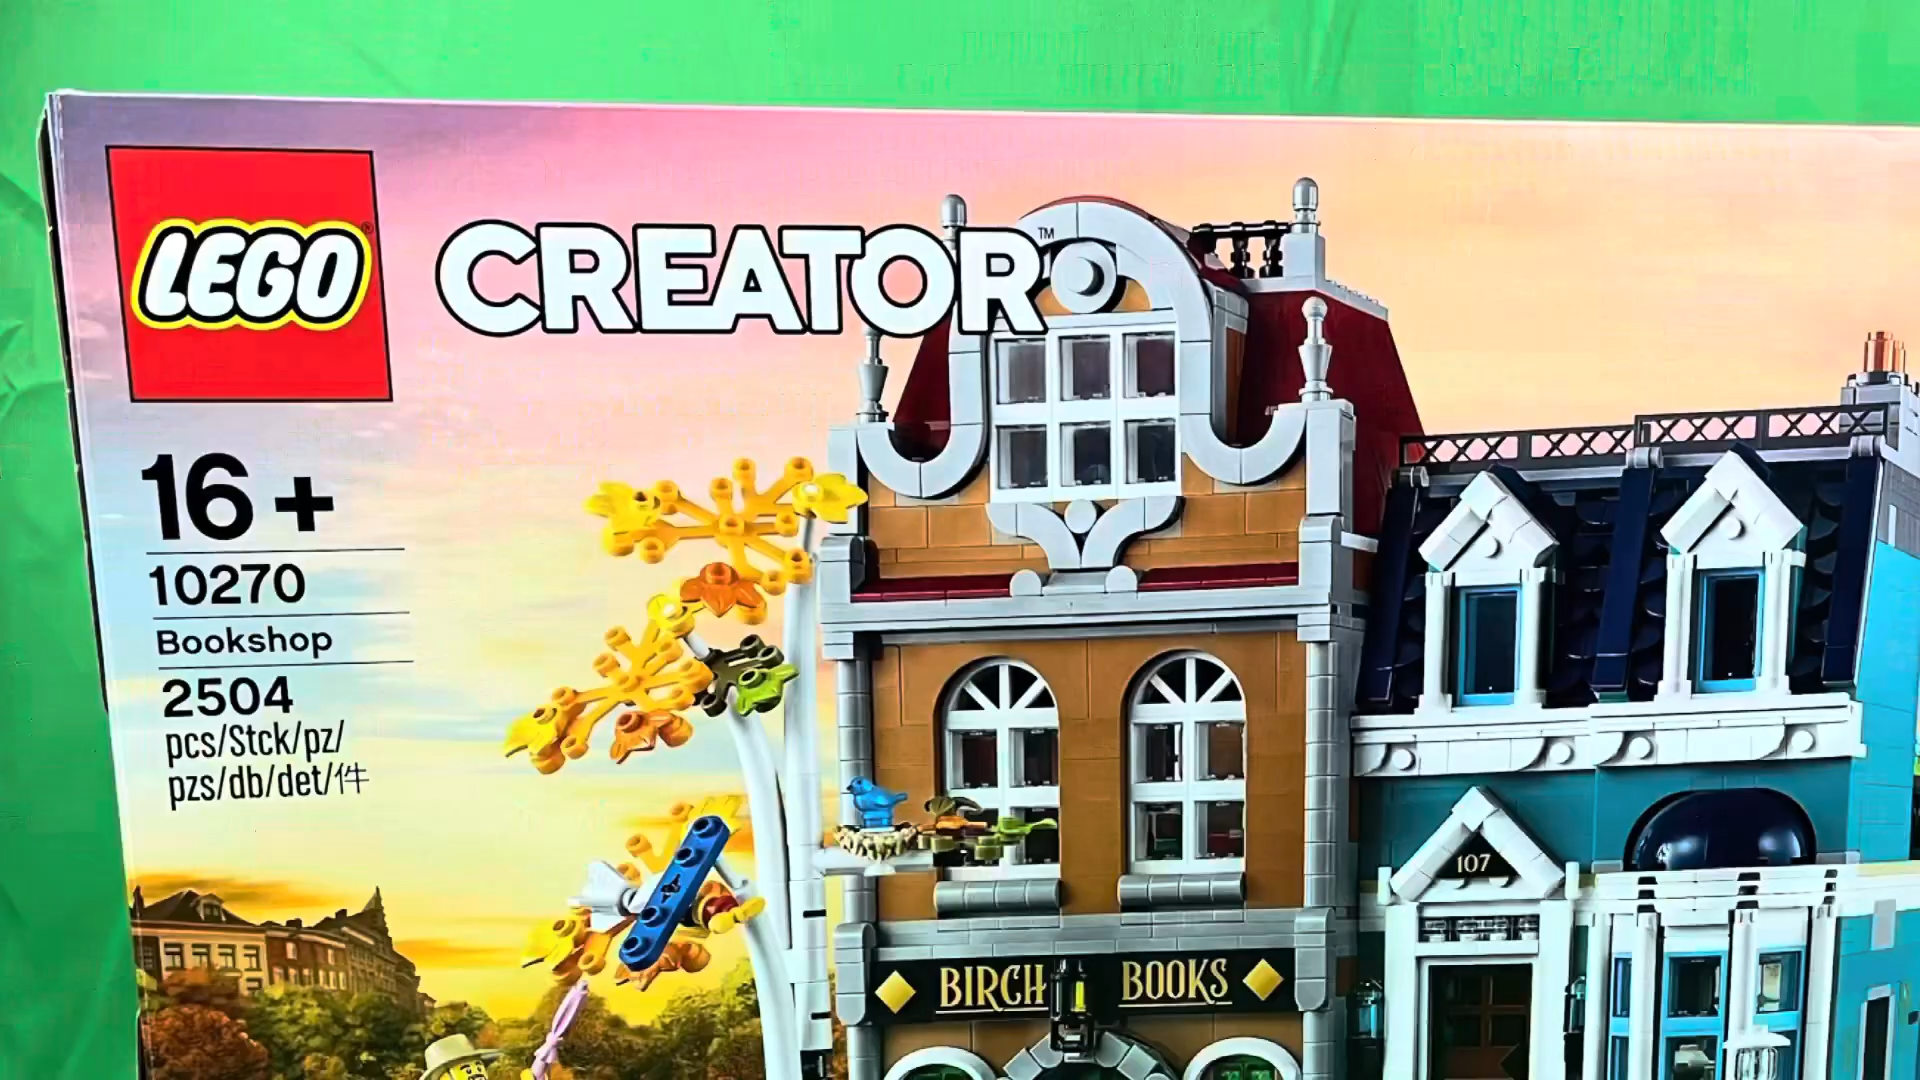 LEGO®
CREATOR™
16+
10270
Bookshop
2504
pcs/Stck/pz/
pzs/db/det/件
107
BIRCH BOOKS